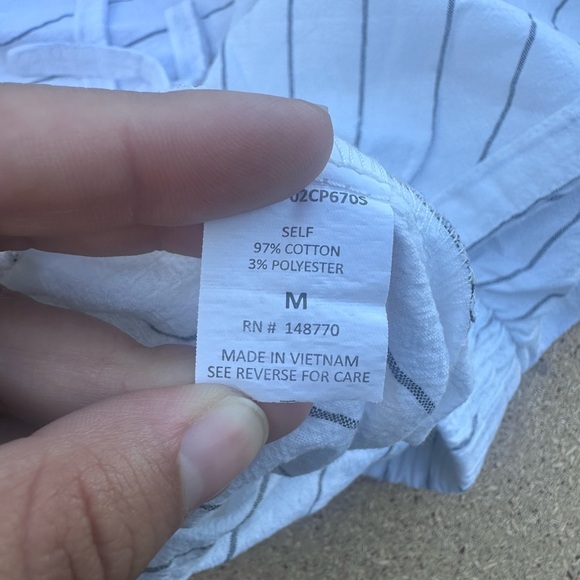 02CP670S
SELF
97% COTTON
3% POLYESTER
M
RN # 148770
MADE IN VIETNAM
SEE REVERSE FOR CARE